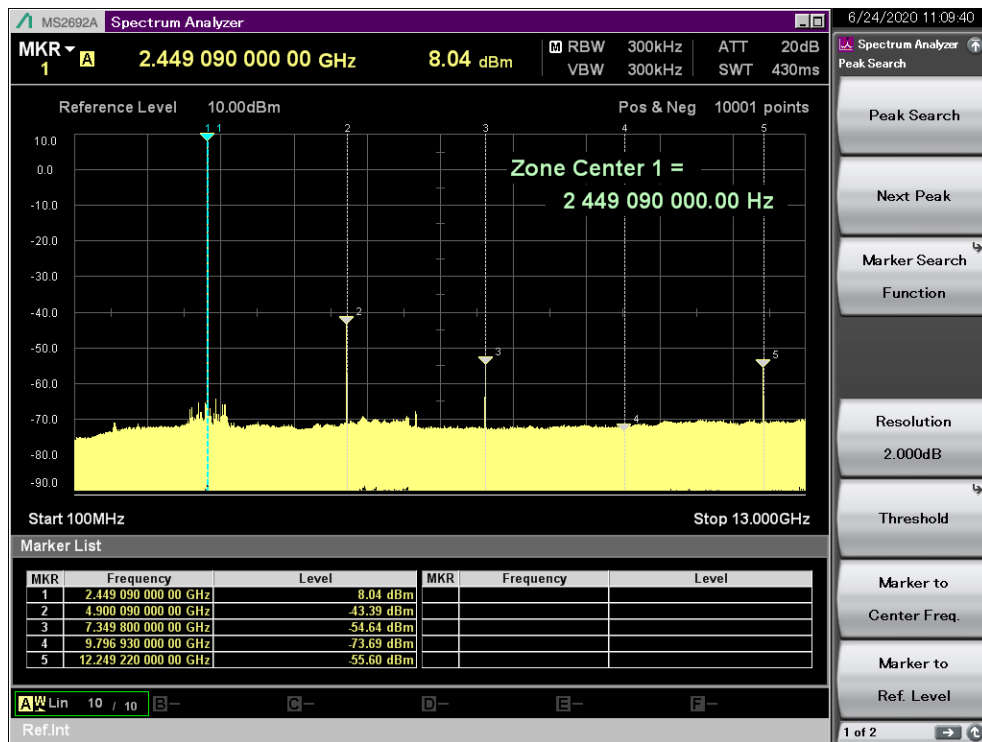 MS2692A Spectrum Analyzer
6/24/2020 11:09:40
MKR 1 A 2.449 090 000 00 GHz 8.04 dBm
M RBW 300kHz ATT 20dB
VBW 300kHz SWT 430ms
Reference Level 10.00dBm Pos & Neg 10001 points
1 1 2 3 4 5
10.0
0.0
-10.0
-20.0
-30.0
-40.0
-50.0
-60.0
-70.0
-80.0
-90.0
Zone Center 1 =
2 449 090 000.00 Hz
2
3
4
5
Start 100MHz Stop 13.000GHz
Marker List
MKR Frequency Level MKR Frequency Level
1 2.449 090 000 00 GHz 8.04 dBm
2 4.900 090 000 00 GHz -43.39 dBm
3 7.349 800 000 00 GHz -54.64 dBm
4 9.796 930 000 00 GHz -73.69 dBm
5 12.249 220 000 00 GHz -55.60 dBm
A W Lin 10 / 10 B- C- D- E- F-
Ref.Int
Spectrum Analyzer
Peak Search
Peak Search
Next Peak
Marker Search
Function
Resolution
2.000dB
Threshold
Marker to
Center Freq.
Marker to
Ref. Level
1 of 2